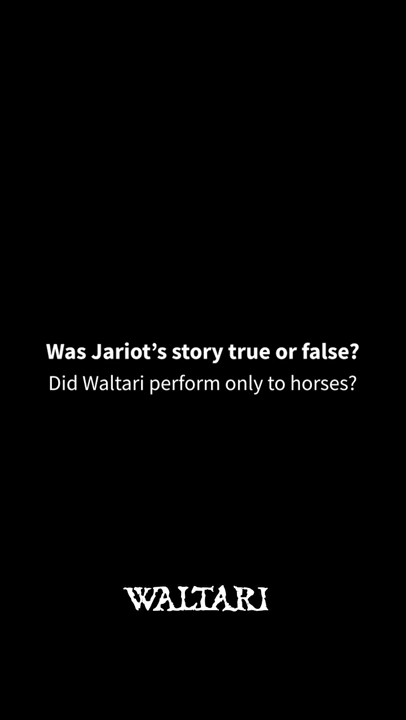 Was Jariot’s story true or false?
Did Waltari perform only to horses?
WALTARI